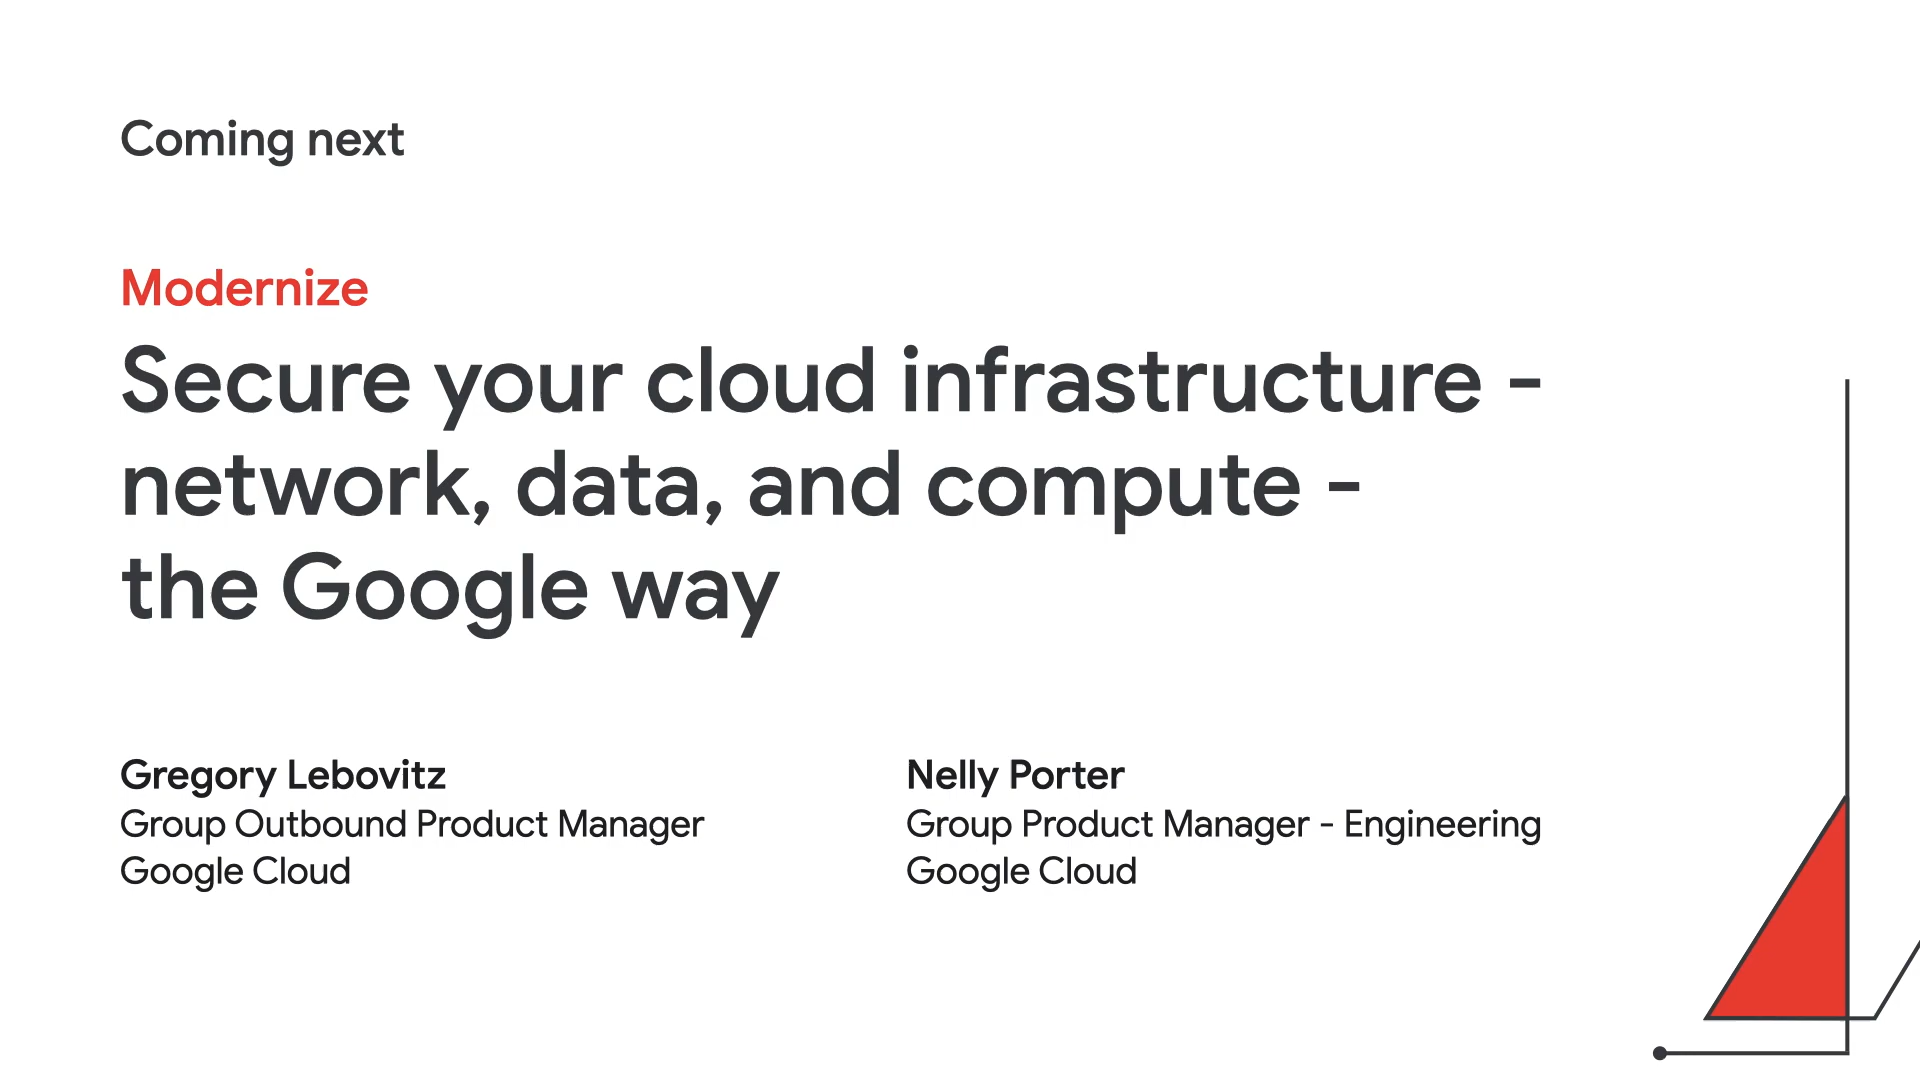 Coming next
Modernize
Secure your cloud infrastructure -
network, data, and compute -
the Google way
Gregory Lebovitz
Group Outbound Product Manager
Google Cloud
Nelly Porter
Group Product Manager - Engineering
Google Cloud